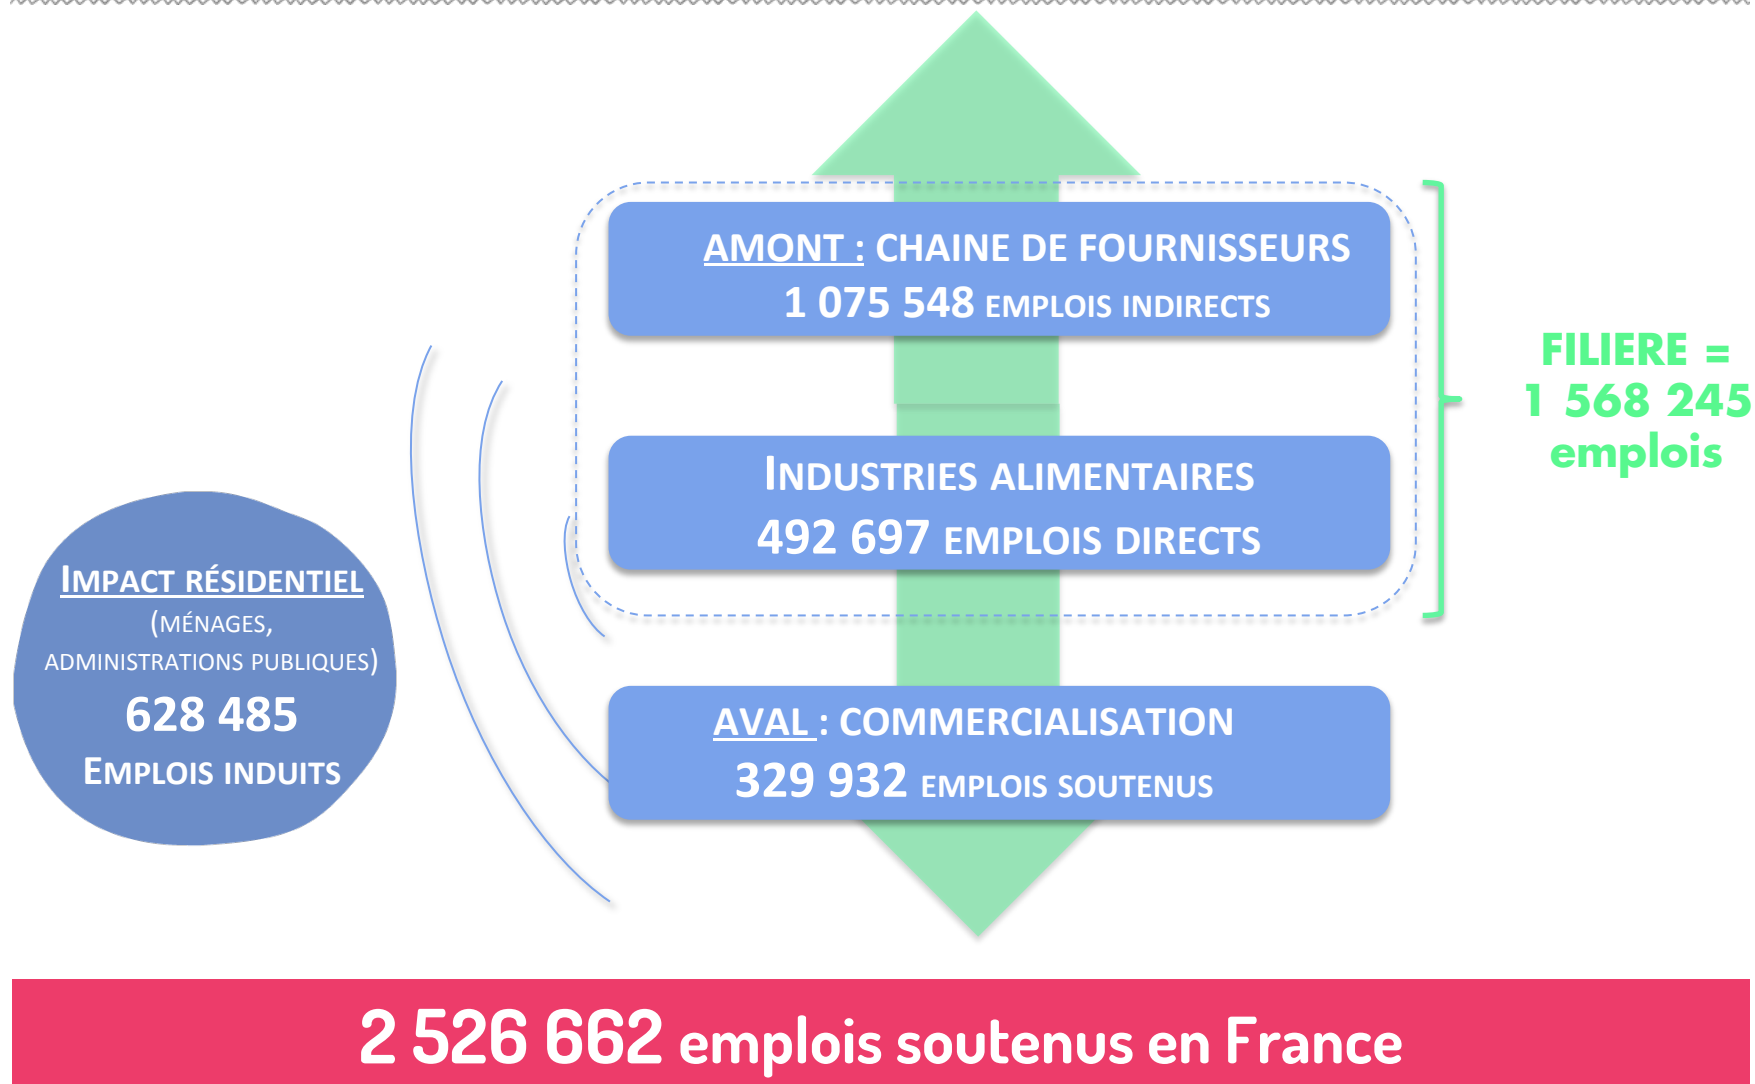 AMONT : CHAINE DE FOURNISSEURS
1 075 548 EMPLOIS INDIRECTS
FILIERE =
1 568 245
emplois
INDUSTRIES ALIMENTAIRES
492 697 EMPLOIS DIRECTS
IMPACT RÉSIDENTIEL
(MÉNAGES,
ADMINISTRATIONS PUBLIQUES)
628 485
EMPLOIS INDUITS
AVAL : COMMERCIALISATION
329 932 EMPLOIS SOUTENUS
2 526 662 emplois soutenus en France